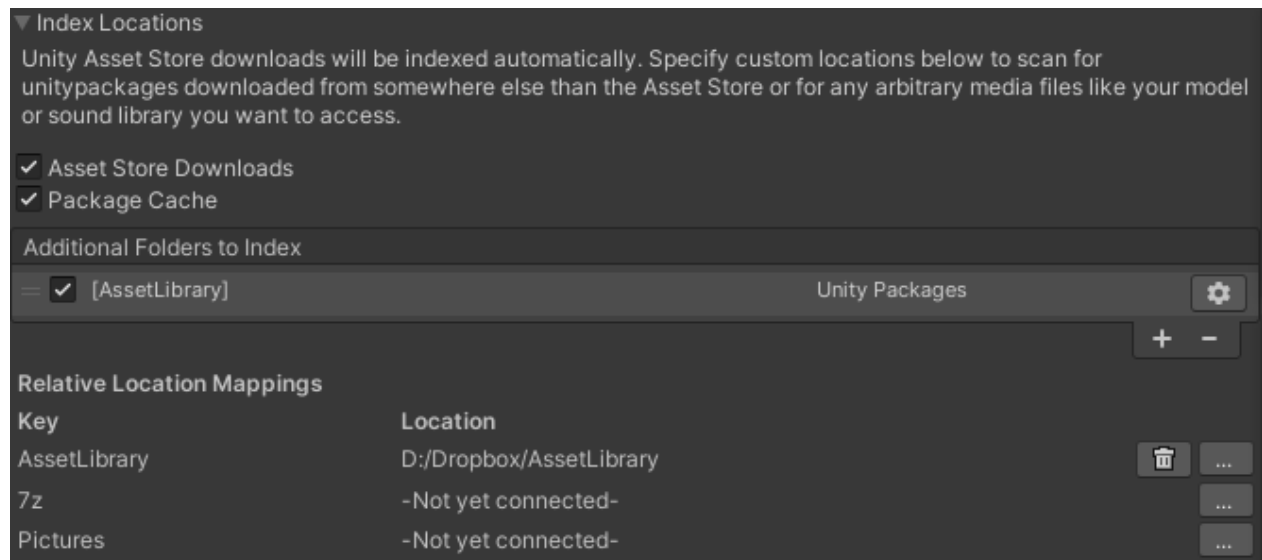 Index Locations
Unity Asset Store downloads will be indexed automatically. Specify custom locations below to scan for
unitypackages downloaded from somewhere else than the Asset Store or for any arbitrary media files like your model
or sound library you want to access.
Asset Store Downloads
Package Cache
Additional Folders to Index
[AssetLibrary] Unity Packages
+ -
Relative Location Mappings
Key Location
AssetLibrary D:/Dropbox/AssetLibrary ...
7z -Not yet connected- ...
Pictures -Not yet connected- ...